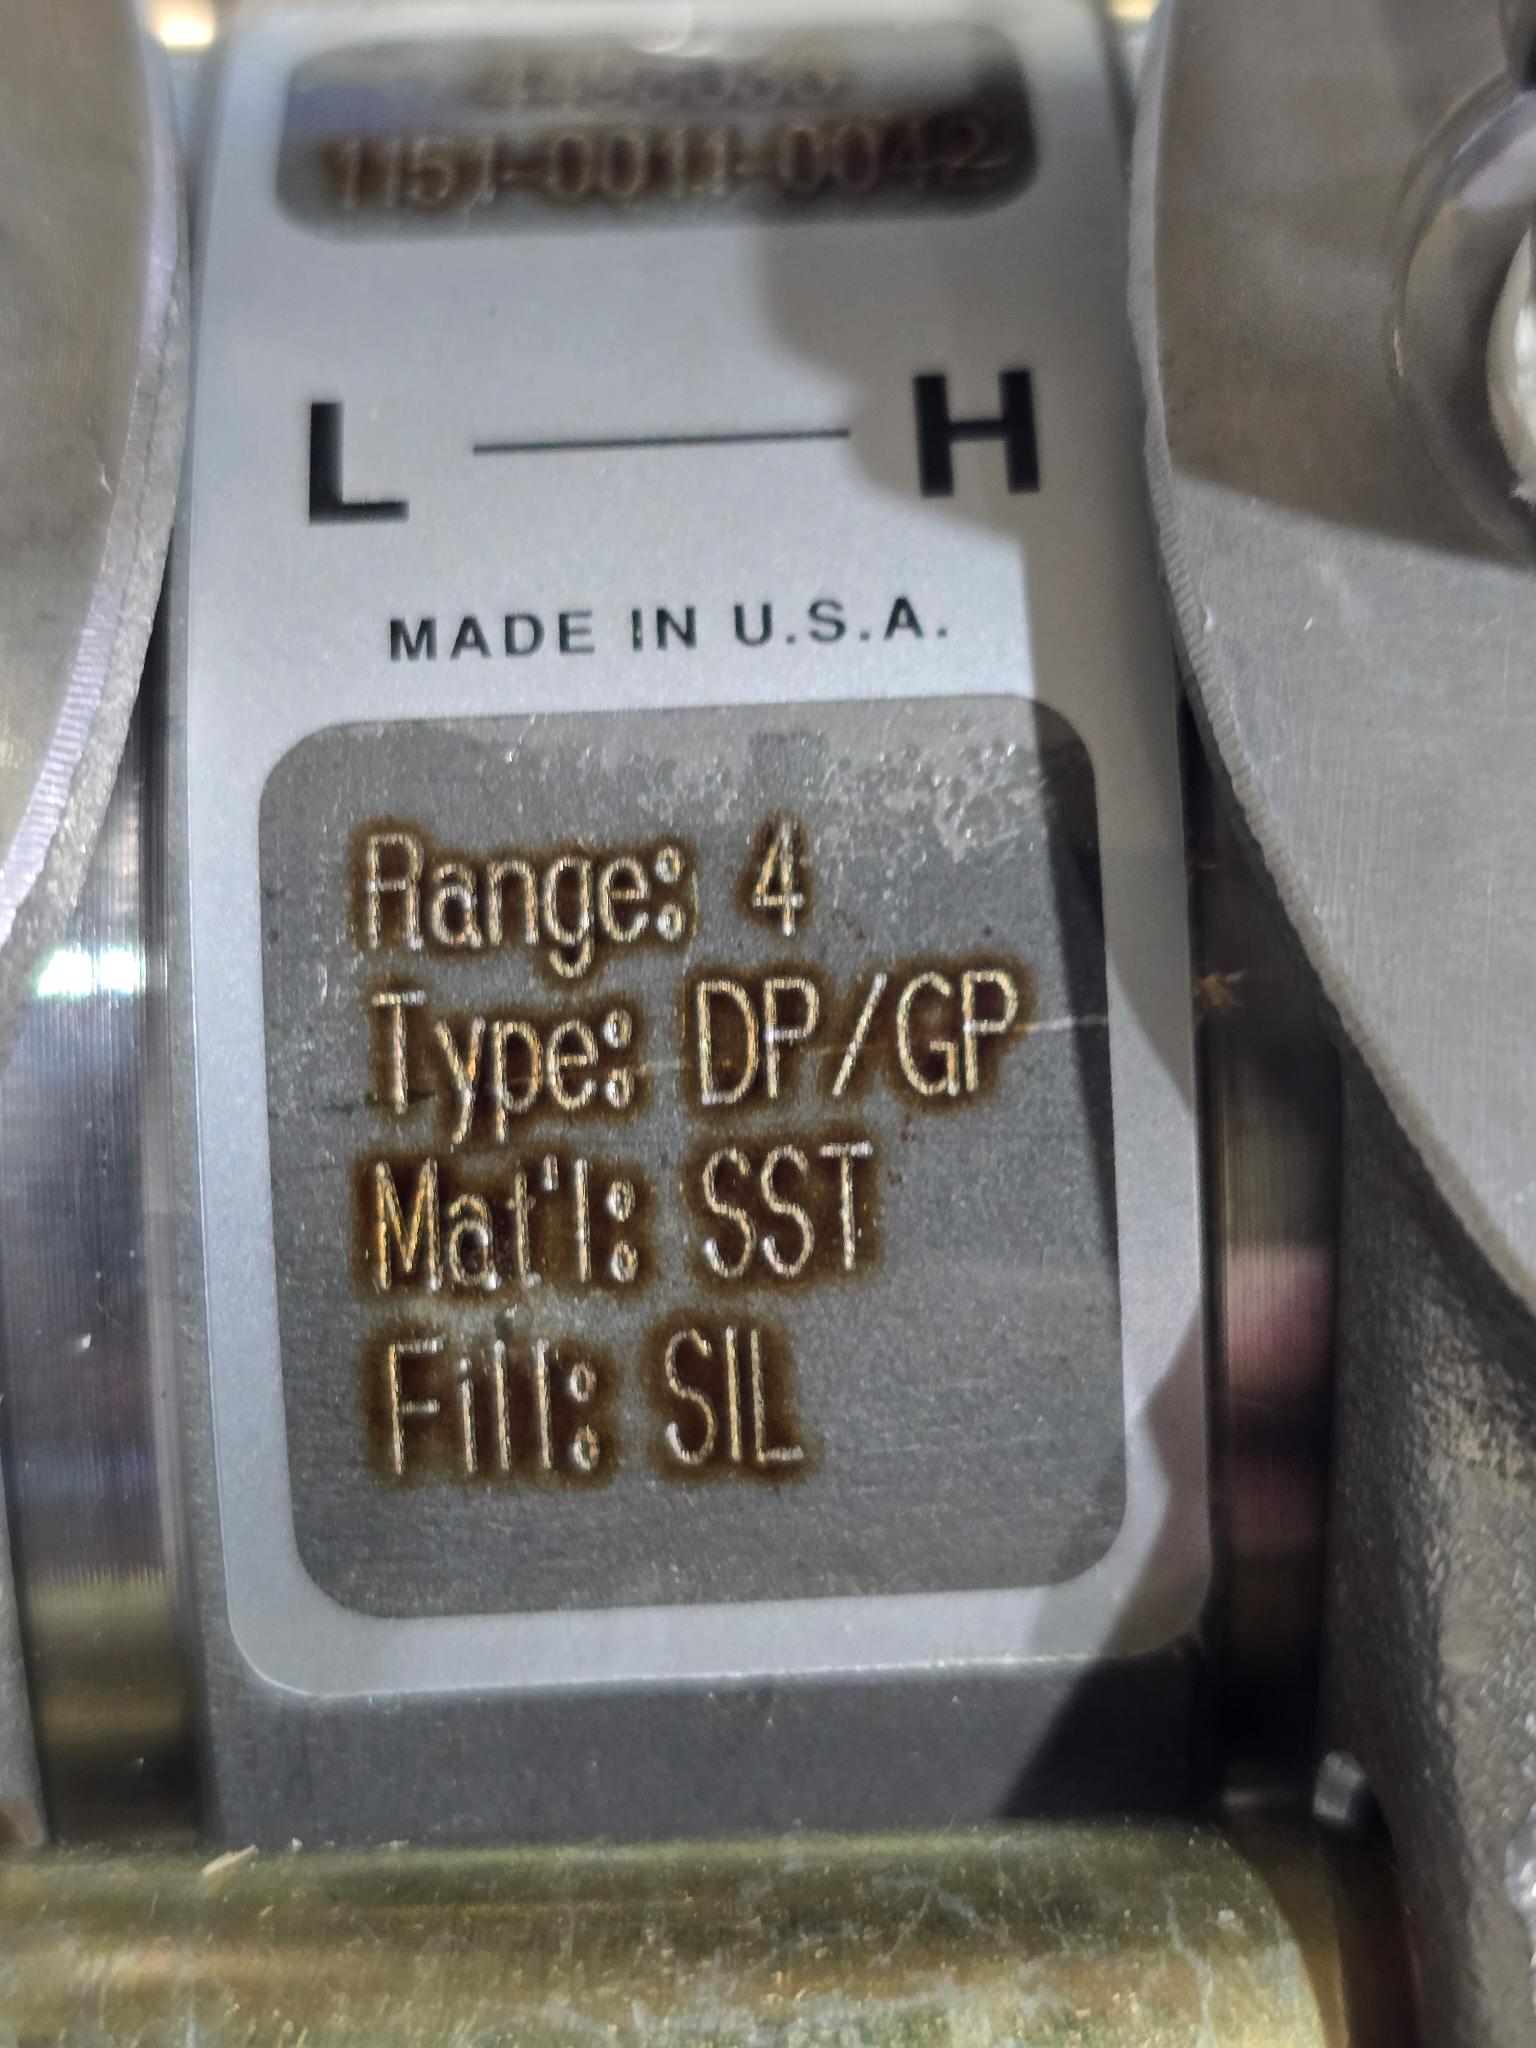 1151-0011-0042
L H
MADE IN U.S.A.
Range: 4
Type: DP/GP
Mat'l: SST
Fill: SIL